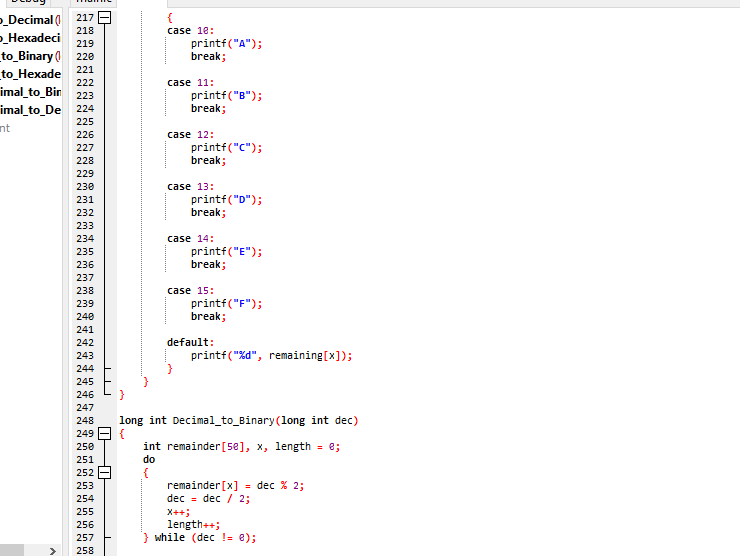 Debug
o_Decimal (
o_Hexadeci
_to_Binary (
_to_Hexade
imal_to_Bin
imal_to_De
nt
217 {
218 case 10:
219 printf("A");
220 break;
221
222 case 11:
223 printf("B");
224 break;
225
226 case 12:
227 printf("C");
228 break;
229
230 case 13:
231 printf("D");
232 break;
233
234 case 14:
235 printf("E");
236 break;
237
238 case 15:
239 printf("F");
240 break;
241
242 default:
243 printf("%d", remaining[x]);
244 }
245 }
246 }
247
248 long int Decimal_to_Binary(long int dec)
249 {
250 int remainder[50], x, length = 0;
251 do
252 {
253 remainder[x] = dec % 2;
254 dec = dec / 2;
255 x++;
256 length++;
257 } while (dec != 0);
258